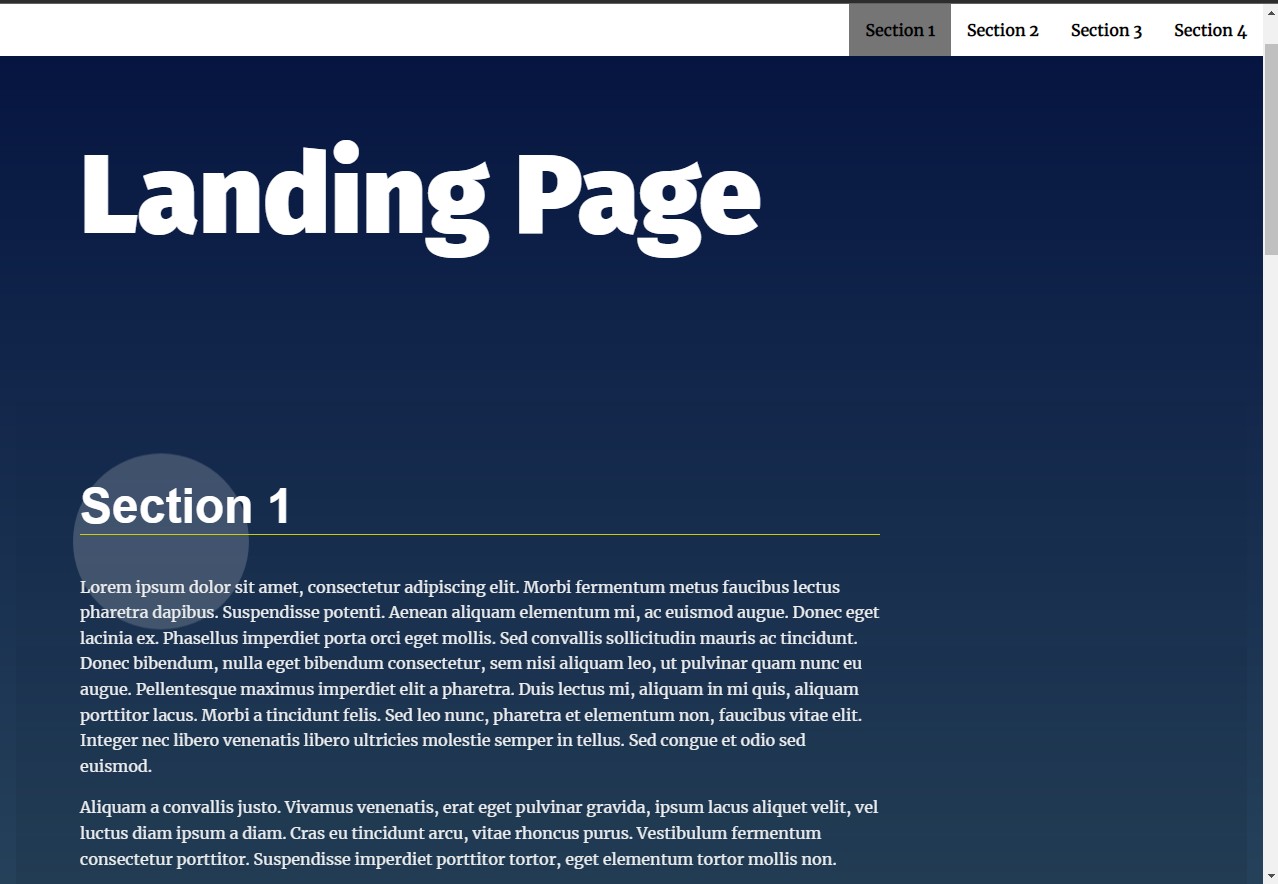 Section 1 Section 2 Section 3 Section 4
Landing Page
Section 1
Lorem ipsum dolor sit amet, consectetur adipiscing elit. Morbi fermentum metus faucibus lectus
pharetra dapibus. Suspendisse potenti. Aenean aliquam elementum mi, ac euismod augue. Donec eget
lacinia ex. Phasellus imperdiet porta orci eget mollis. Sed convallis sollicitudin mauris ac tincidunt.
Donec bibendum, nulla eget bibendum consectetur, sem nisi aliquam leo, ut pulvinar quam nunc eu
augue. Pellentesque maximus imperdiet elit a pharetra. Duis lectus mi, aliquam in mi quis, aliquam
porttitor lacus. Morbi a tincidunt felis. Sed leo nunc, pharetra et elementum non, faucibus vitae elit.
Integer nec libero venenatis libero ultricies molestie semper in tellus. Sed congue et odio sed
euismod.
Aliquam a convallis justo. Vivamus venenatis, erat eget pulvinar gravida, ipsum lacus aliquet velit, vel
luctus diam ipsum a diam. Cras eu tincidunt arcu, vitae rhoncus purus. Vestibulum fermentum
consectetur porttitor. Suspendisse imperdiet porttitor tortor, eget elementum tortor mollis non.